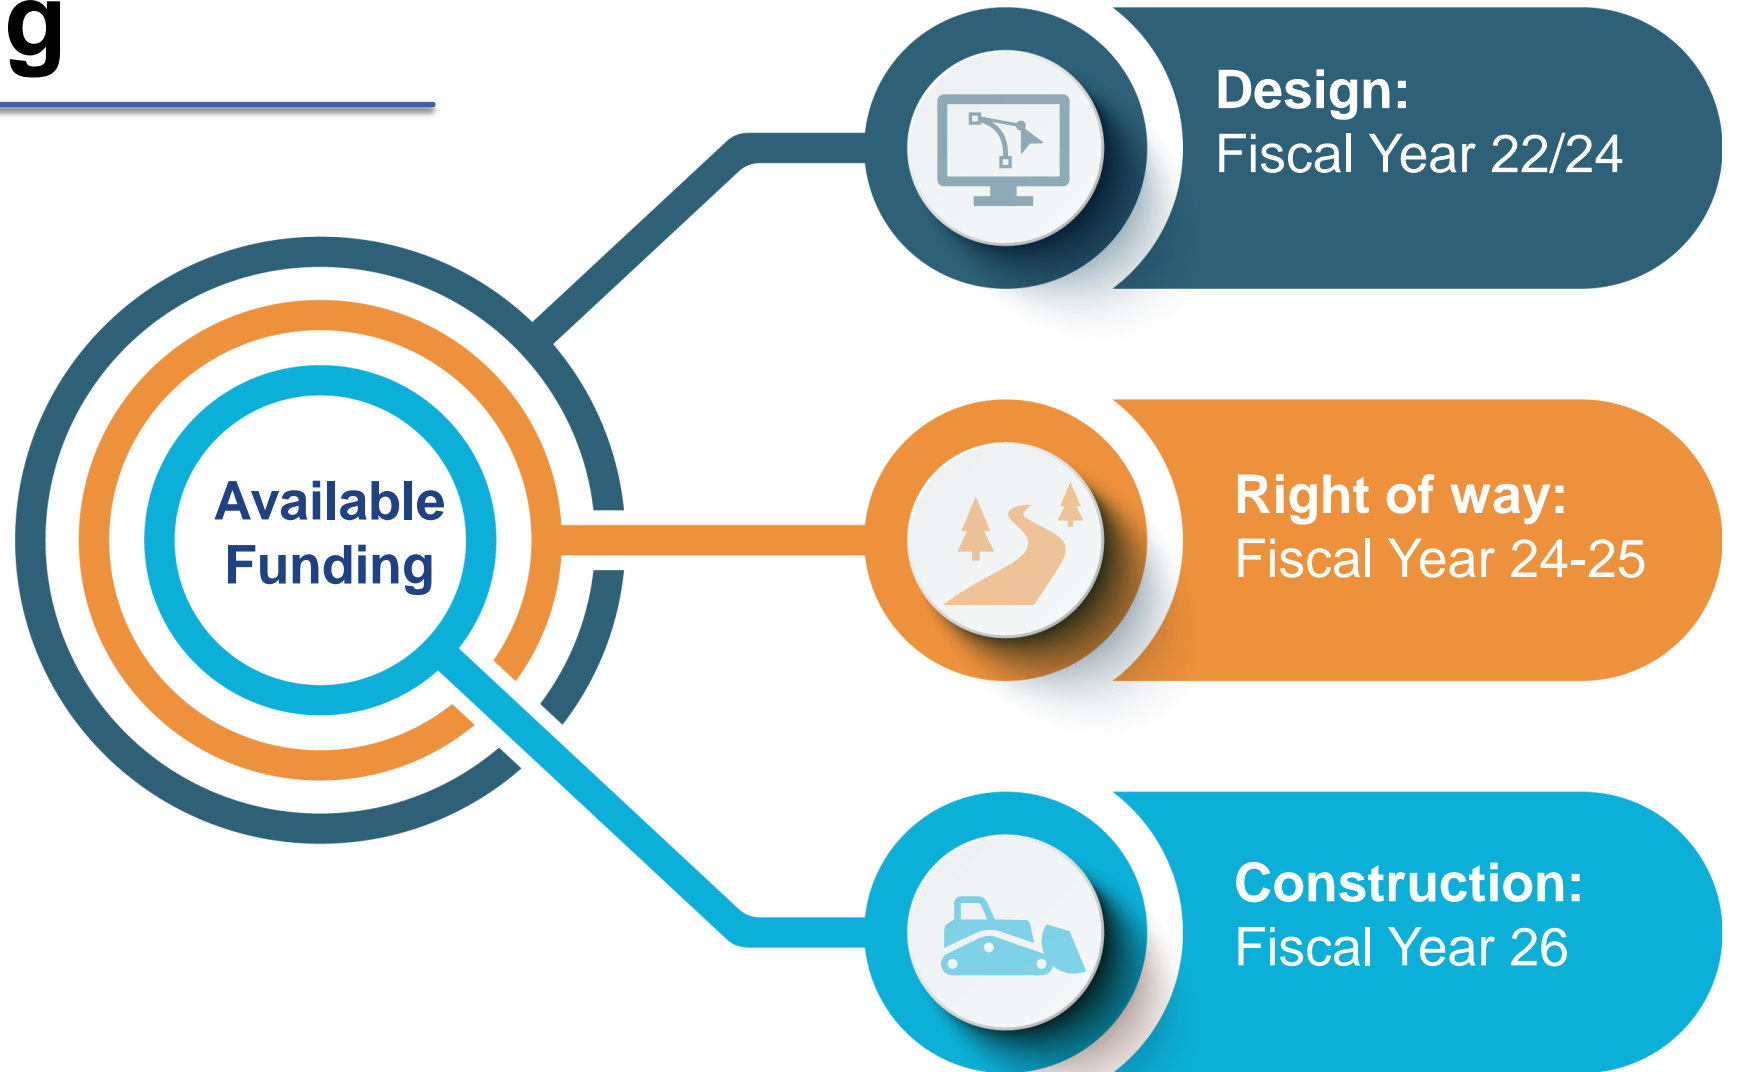 g
Design:
Fiscal Year 22/24
Available
Funding
Right of way:
Fiscal Year 24-25
Construction:
Fiscal Year 26